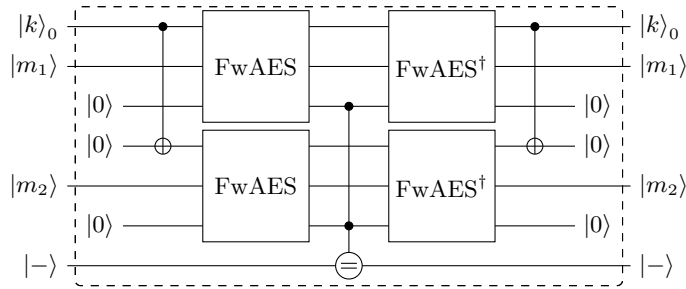 |k⟩₀ |k⟩₀
|m₁⟩ FwAES FwAES† |m₁⟩
|0⟩ |0⟩
|0⟩ |0⟩
|m₂⟩ FwAES FwAES† |m₂⟩
|0⟩ |0⟩
|−⟩ = |−⟩